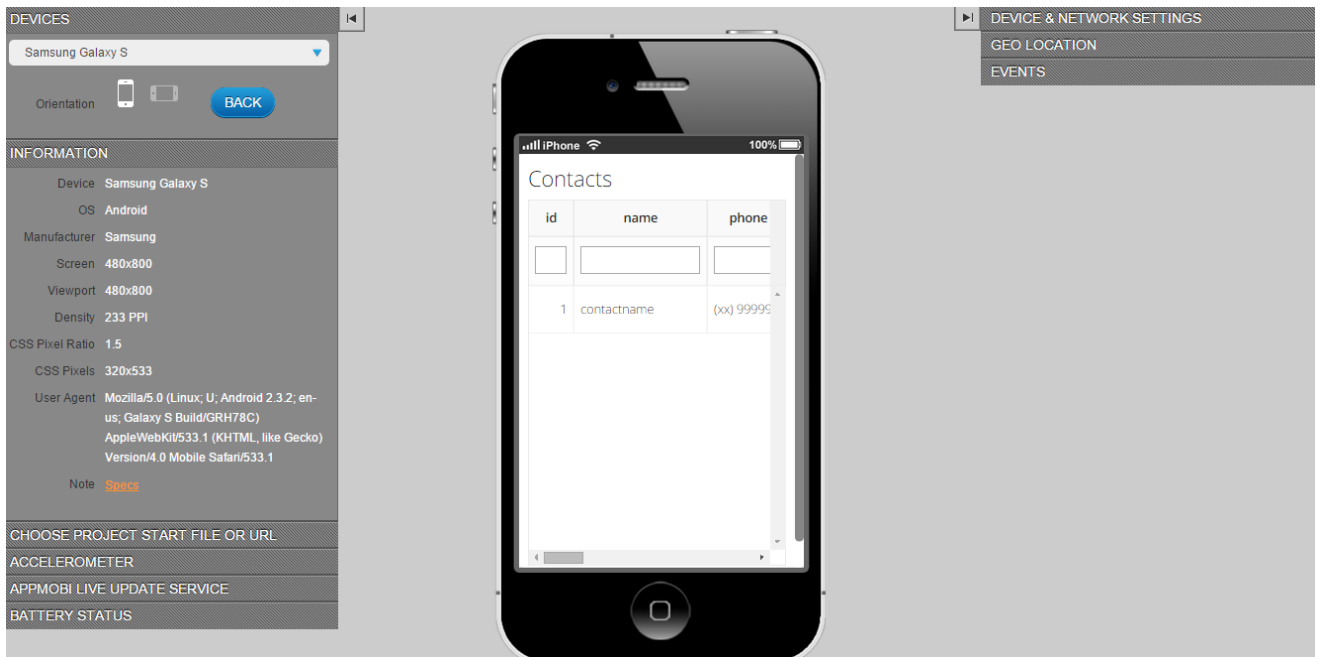 DEVICES
Samsung Galaxy S
Orientation
BACK
INFORMATION
Device Samsung Galaxy S
OS Android
Manufacturer Samsung
Screen 480x800
Viewport 480x800
Density 233 PPI
CSS Pixel Ratio 1.5
CSS Pixels 320x533
User Agent Mozilla/5.0 (Linux; U; Android 2.3.2; en-
us; Galaxy S Build/GRH78C)
AppleWebKit/533.1 (KHTML, like Gecko)
Version/4.0 Mobile Safari/533.1
Note Specs
CHOOSE PROJECT START FILE OR URL
ACCELEROMETER
APPMOBI LIVE UPDATE SERVICE
BATTERY STATUS
iPhone 100%
Contacts
id name phone
1 contactname (xx) 99999
DEVICE & NETWORK SETTINGS
GEO LOCATION
EVENTS